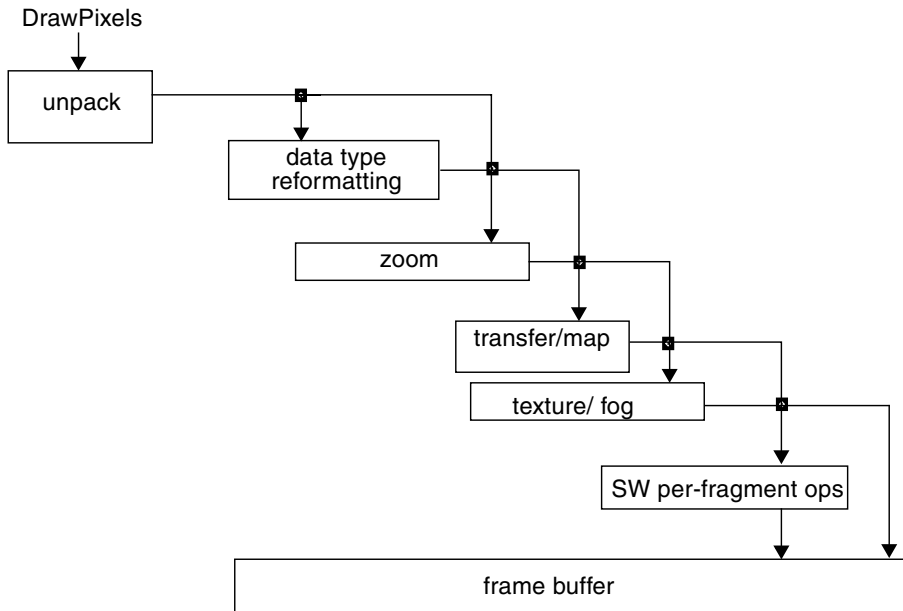 DrawPixels
unpack
data type
reformatting
zoom
transfer/map
texture/ fog
SW per-fragment ops
frame buffer